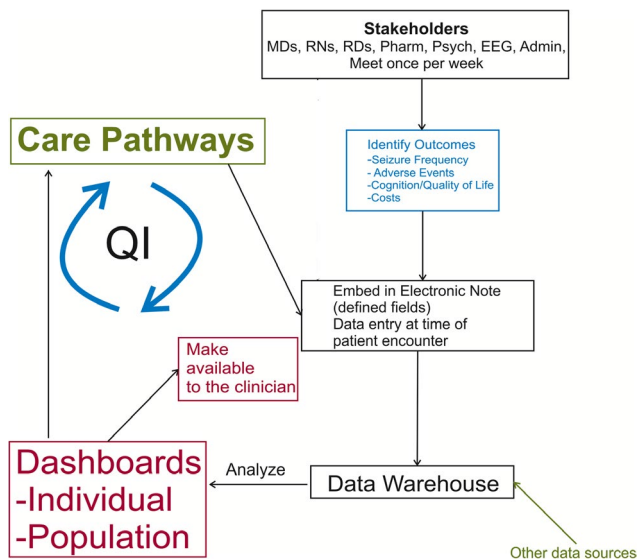 Stakeholders
MDs, RNs, RDs, Pharm, Psych, EEG, Admin,
Meet once per week
Care Pathways
Identify Outcomes
-Seizure Frequency
- Adverse Events
-Cognition/Quality of Life
-Costs
QI
Embed in Electronic Note
(defined fields)
Data entry at time of
patient encounter
Make
available
to the clinician
Dashboards
-Individual
-Population
Analyze
Data Warehouse
Other data sources